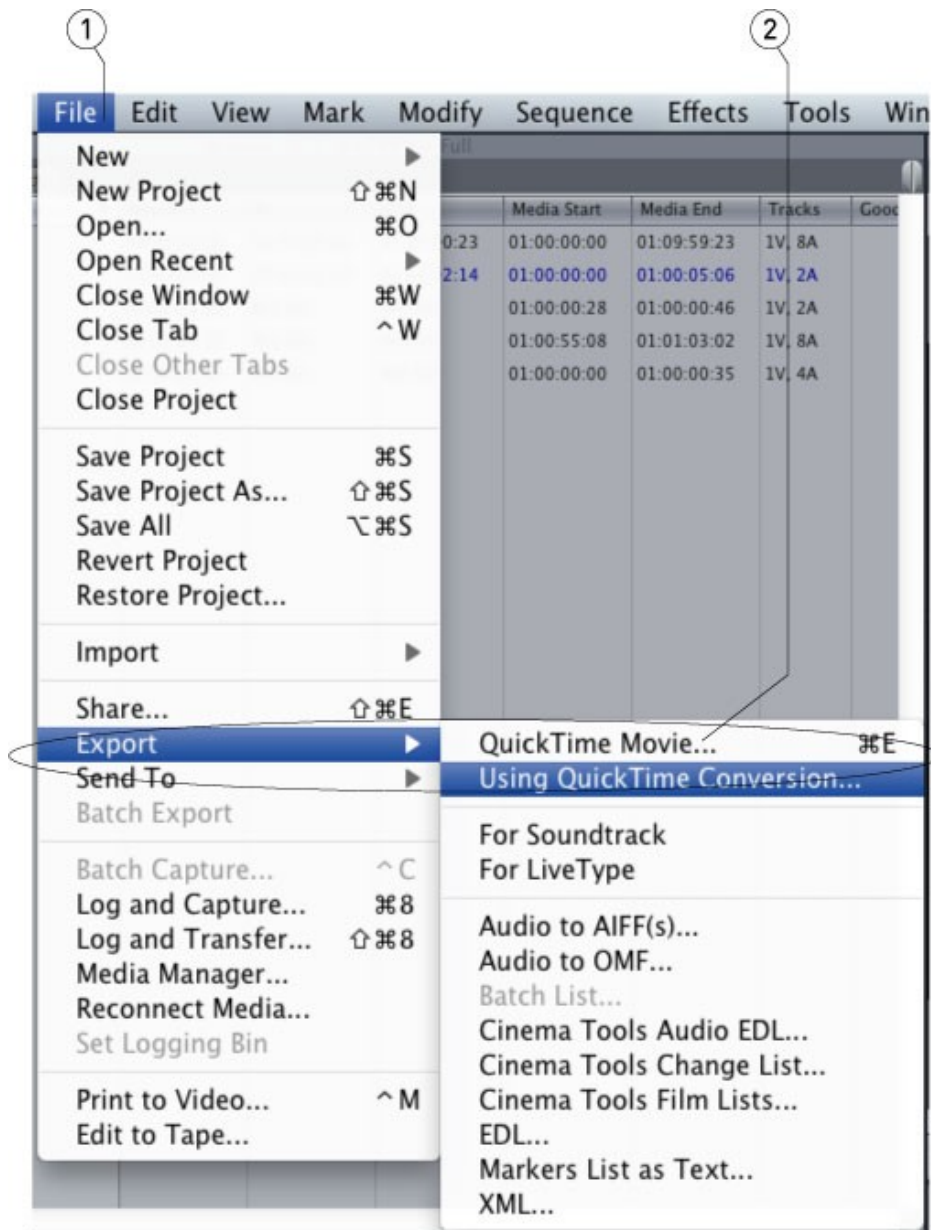 1 2
File Edit View Mark Modify Sequence Effects Tools Win
New
New Project ⇧⌘N
Open... ⌘O
Open Recent
Close Window ⌘W
Close Tab ^W
Close Other Tabs
Close Project
Save Project ⌘S
Save Project As... ⇧⌘S
Save All ⌥⌘S
Revert Project
Restore Project...
Import
Share... ⇧⌘E
Export
Send To
Batch Export
Batch Capture... ^C
Log and Capture... ⌘8
Log and Transfer... ⇧⌘8
Media Manager...
Reconnect Media...
Set Logging Bin
Print to Video... ^M
Edit to Tape...
Full
Media Start Media End Tracks Good
0:23 01:00:00:00 01:09:59:23 1V, 8A
2:14 01:00:00:00 01:00:05:06 1V, 2A
01:00:00:28 01:00:00:46 1V, 2A
01:00:55:08 01:01:03:02 1V, 8A
01:00:00:00 01:00:00:35 1V, 4A
QuickTime Movie... ⌘E
Using QuickTime Conversion...
For Soundtrack
For LiveType
Audio to AIFF(s)...
Audio to OMF...
Batch List...
Cinema Tools Audio EDL...
Cinema Tools Change List...
Cinema Tools Film Lists...
EDL...
Markers List as Text...
XML...